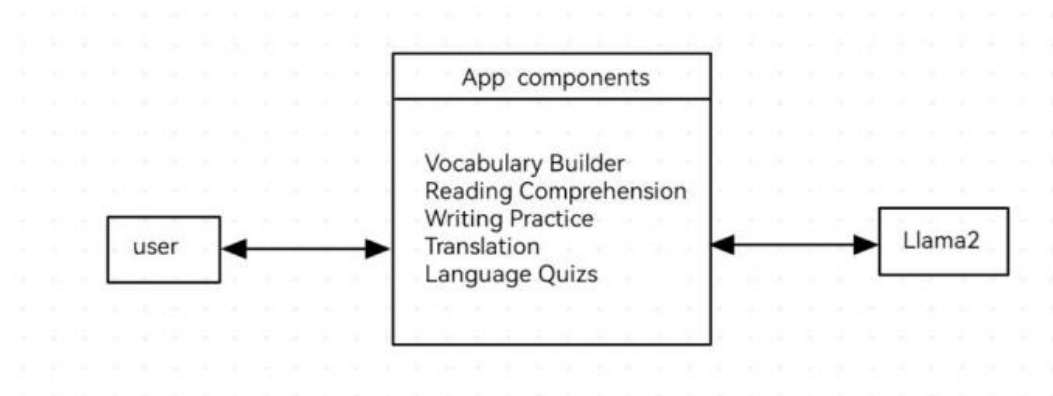 App components
Vocabulary Builder
Reading Comprehension
Writing Practice
Translation
Language Quizs
user
Llama2